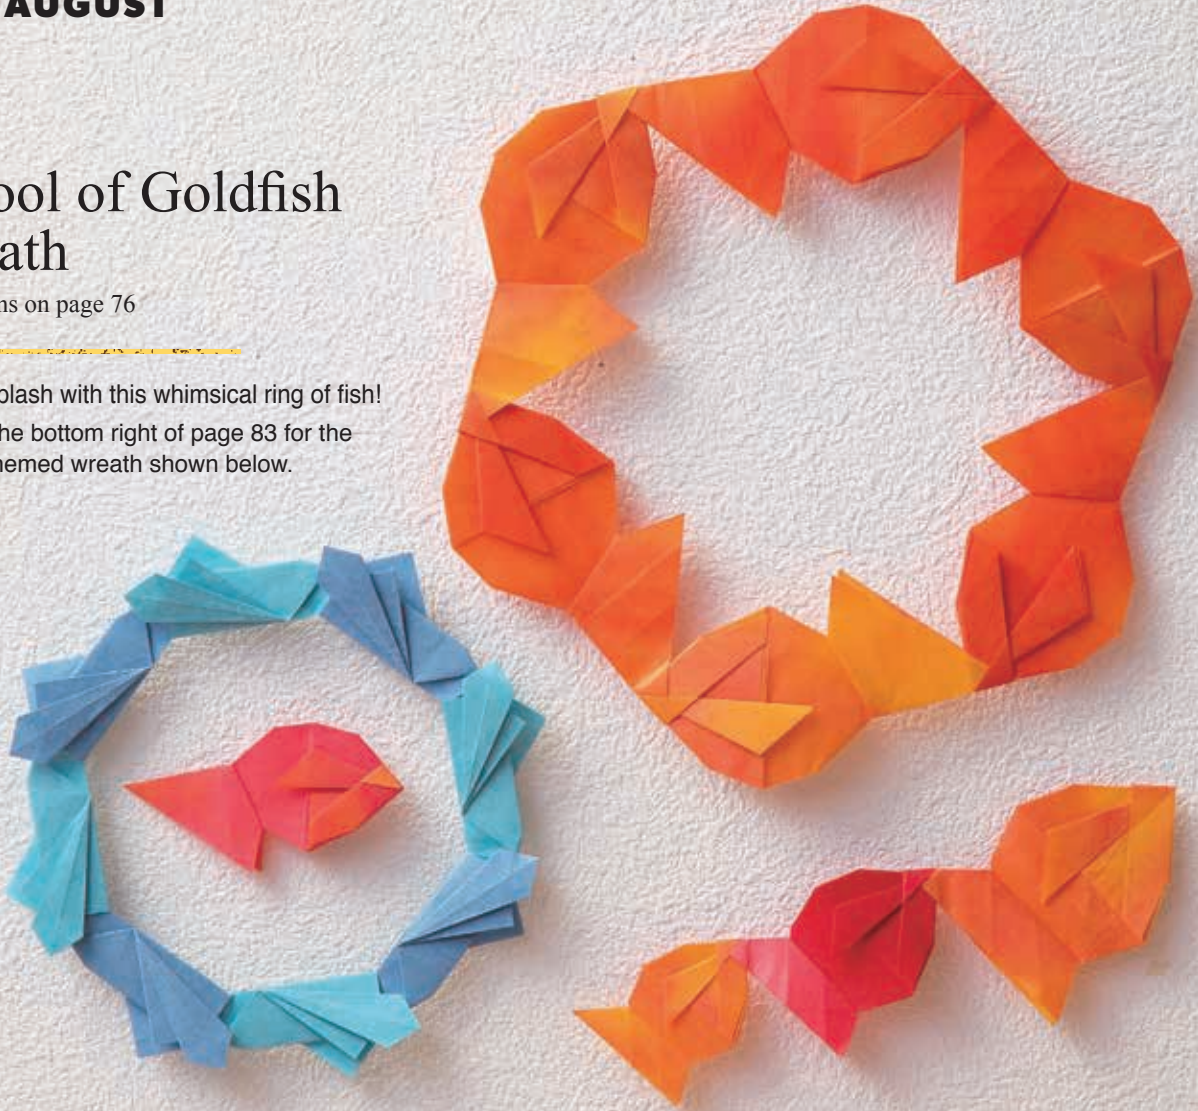 AUGUST
ool of Goldfish
ath
ns on page 76
plash with this whimsical ring of fish!
he bottom right of page 83 for the
hemed wreath shown below.